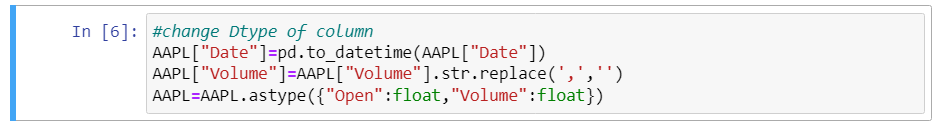 In [6]: #change Dtype of column
AAPL["Date"]=pd.to_datetime(AAPL["Date"])
AAPL["Volume"]=AAPL["Volume"].str.replace(',','')
AAPL=AAPL.astype({"Open":float,"Volume":float})